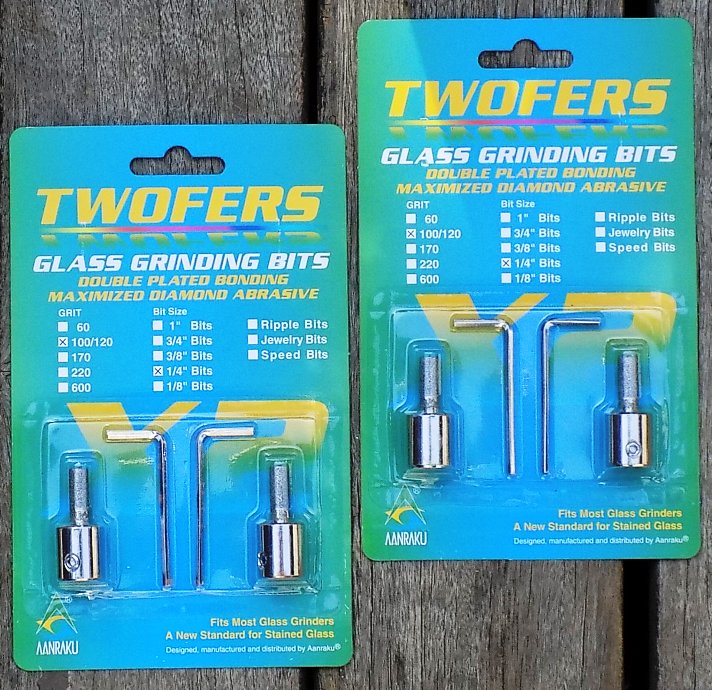 TWOFERS
GLASS GRINDING BITS
DOUBLE PLATED BONDING
MAXIMIZED DIAMOND ABRASIVE
GRIT Bit Size
60 1" Bits Ripple Bits
100/120 3/4" Bits Jewelry Bits
170 3/8" Bits Speed Bits
220 1/4" Bits
600 1/8" Bits
X2
AANRAKU
Fits Most Glass Grinders
A New Standard for Stained Glass
Designed, manufactured and distributed by Aanraku®
TWOFERS
GLASS GRINDING BITS
DOUBLE PLATED BONDING
MAXIMIZED DIAMOND ABRASIVE
GRIT Bit Size
60 1" Bits Ripple Bits
100/120 3/4" Bits Jewelry Bits
170 3/8" Bits Speed Bits
220 1/4" Bits
600 1/8" Bits
X2
AANRAKU
Fits Most Glass Grinders
A New Standard for Stained Glass
Designed, manufactured and distributed by Aanraku®